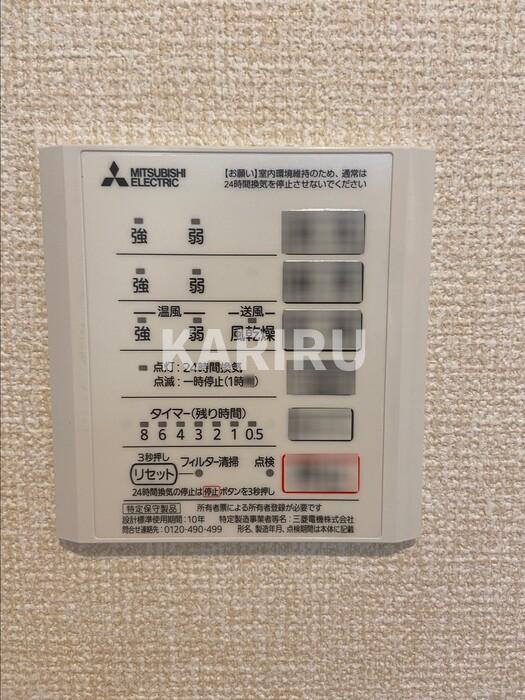 MITSUBISHI
ELECTRIC
【お願い】室内環境維持のため、通常は
24時間換気を停止させないでください
強 弱
強 弱
温風 送風
強 弱 風乾燥
KARIRU
点灯:24時間換気
点滅:一時停止(1時
タイマー(残り時間)
8 6 4 3 2 1 0.5
3秒押し
リセット フィルター清掃 点検
24時間換気の停止は停止ボタンを3秒押し
特定保守製品 所有者票による所有者登録が必要です
設計標準使用期間:10年 特定製造事業者等名:三菱電機株式会社
問合せ連絡先:0120-490-499 形名、製造年月、点検期間は本体に記載